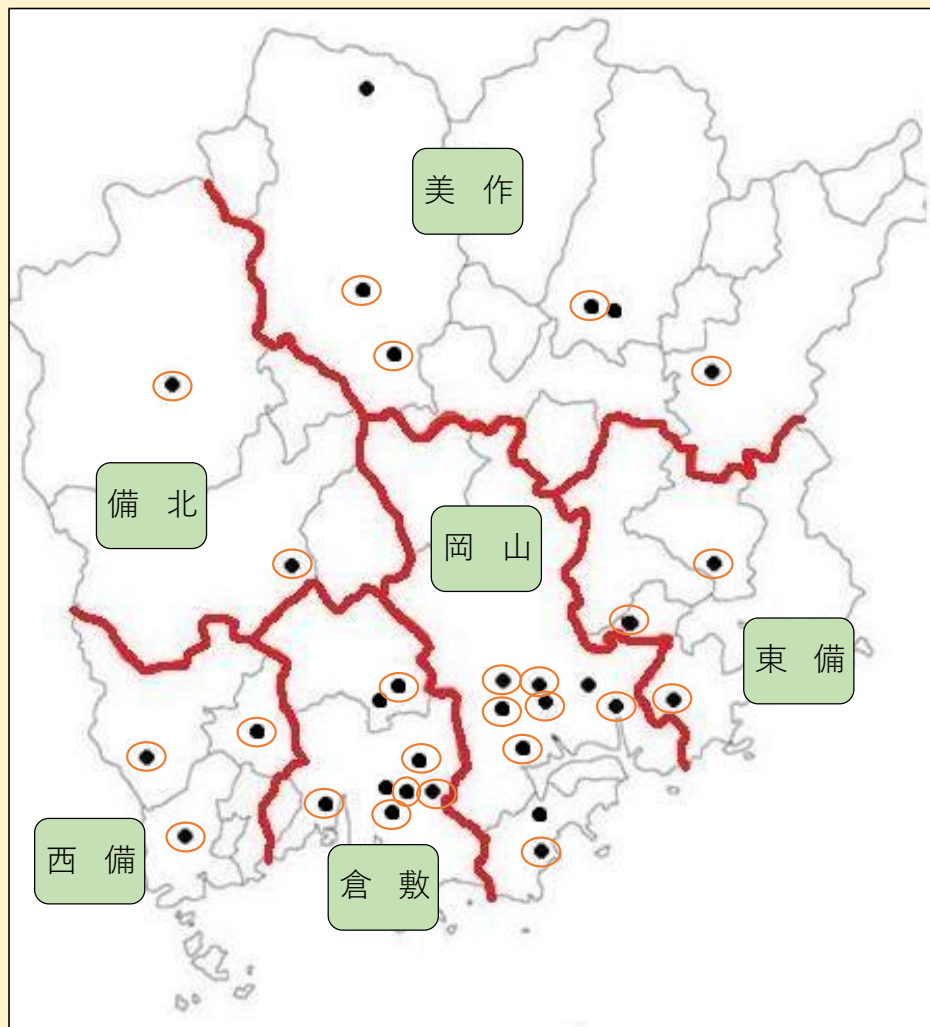 美 作
備 北
岡 山
東 備
西 備
倉 敷